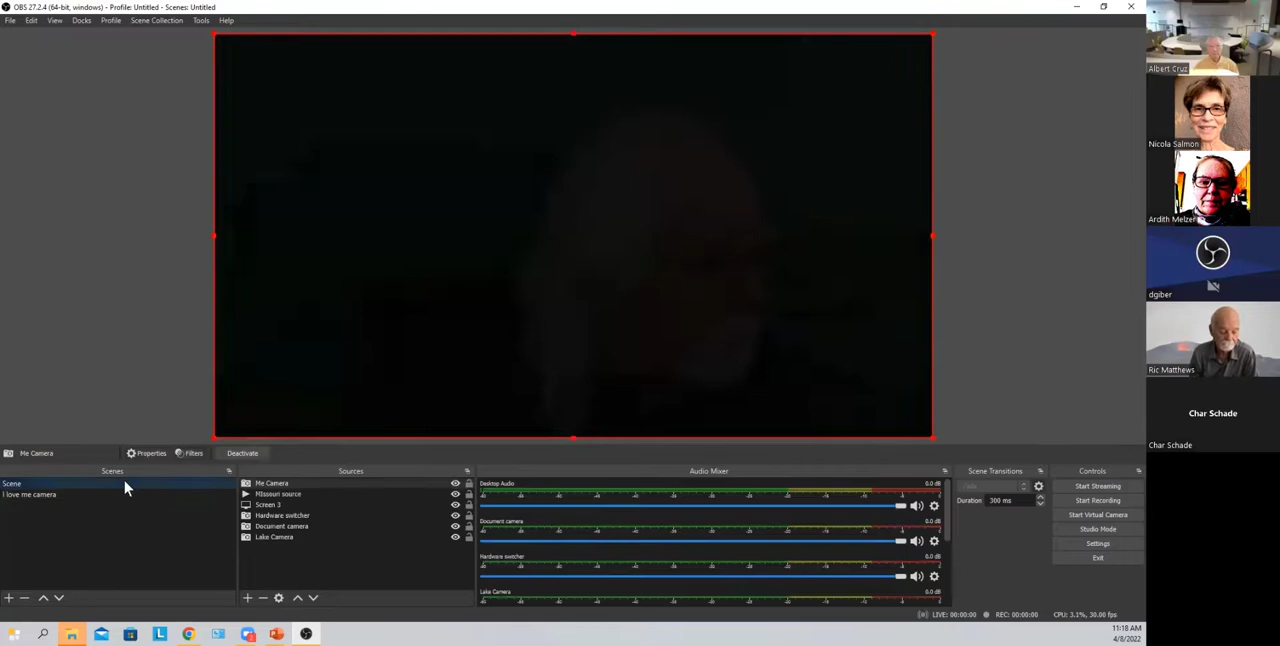 OBS 27.2.4 (64-bit, windows) - Profile: Untitled - Scenes: Untitled
File Edit View Docks Profile Scene Collection Tools Help
Albert Cruz
Nicola Salmon
Ardith Melzer
dgiber
Ric Matthews
Char Schade
Char Schade
Me Camera Properties Filters Deactivate
Scenes Sources Audio Mixer Scene Transitions Controls
Scene
I love me camera
Me Camera
MIssouri source
Screen 3
Hardware switcher
Document camera
Lake Camera
Desktop Audio 0.0 dB
Document camera 0.0 dB
Hardware switcher 0.0 dB
Lake Camera 0.0 dB
Fade
Duration 300 ms
Start Streaming
Start Recording
Start Virtual Camera
Studio Mode
Settings
Exit
LIVE: 00:00:00 REC: 00:00:00 CPU: 3.1%, 30.00 fps
11:18 AM
4/8/2022